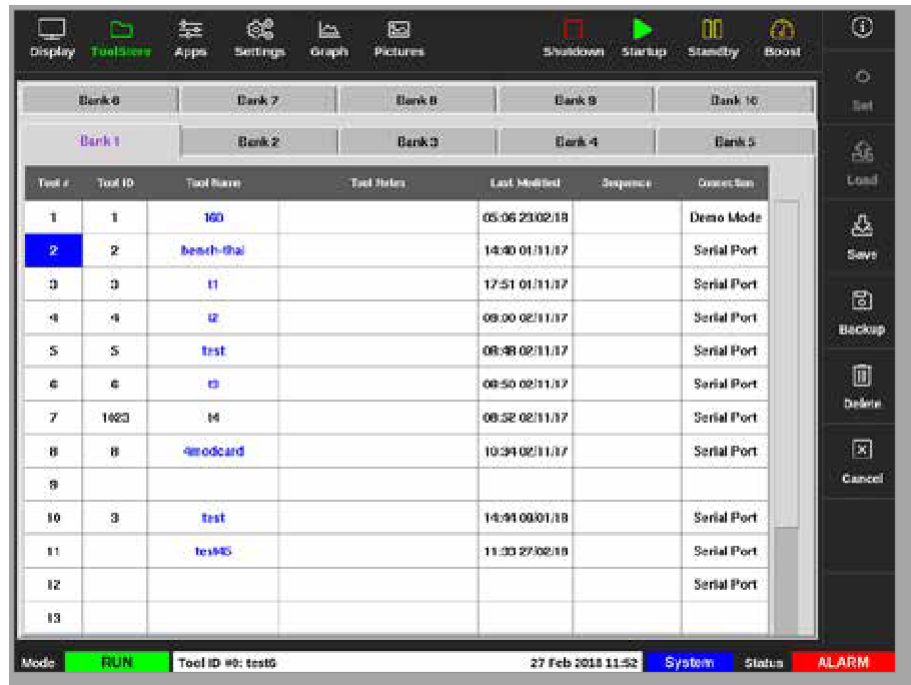 Display ToolStore Apps Settings Graph Pictures Shutdown Startup Standby Boost
Bank 6 Bank 7 Bank 8 Bank 9 Bank 10
Set
Bank 1 Bank 2 Bank 3 Bank 4 Bank 5
Tool # Tool ID Tool Name Tool Notes Last Modified Sequence Connection
Load
1 1 160 05:06 23/02/18 Demo Mode
2 2 bench-thai 14:40 01/11/17 Serial Port
Save
3 3 t1 17:51 01/11/17 Serial Port
4 4 t2 09:00 02/11/17 Serial Port
Backup
5 5 test 08:48 02/11/17 Serial Port
6 6 t3 08:50 02/11/17 Serial Port
Delete
7 1023 t4 08:52 02/11/17 Serial Port
8 8 4modcard 10:34 02/11/17 Serial Port
Cancel
9
10 3 test Serial Port
11 test45 11:33 27/02/18 Serial Port
12 Serial Port
13
Mode RUN Tool ID #0: test6 27 Feb 2018 11:52 System Status ALARM